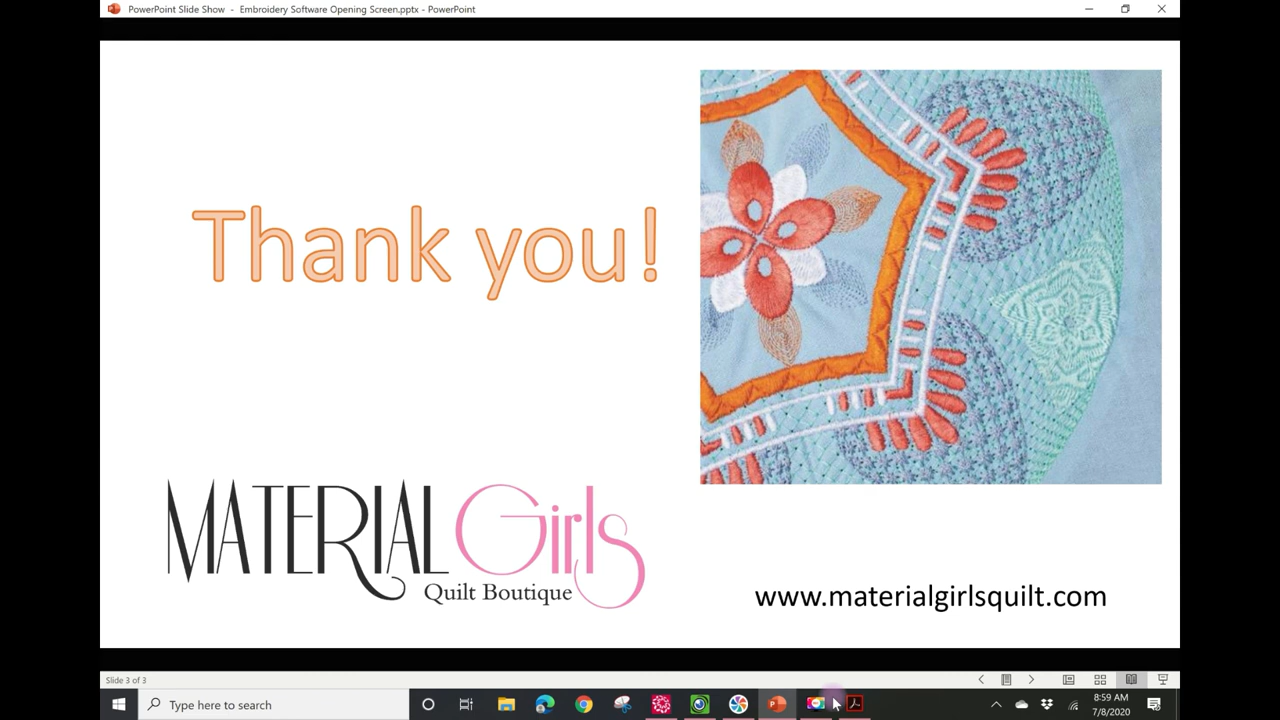 PowerPoint Slide Show - Embroidery Software Opening Screen.pptx - PowerPoint
Thank you!
MATERIAL Girls
Quilt Boutique
www.materialgirlsquilt.com
Slide 3 of 3
Type here to search
8:59 AM
7/8/2020